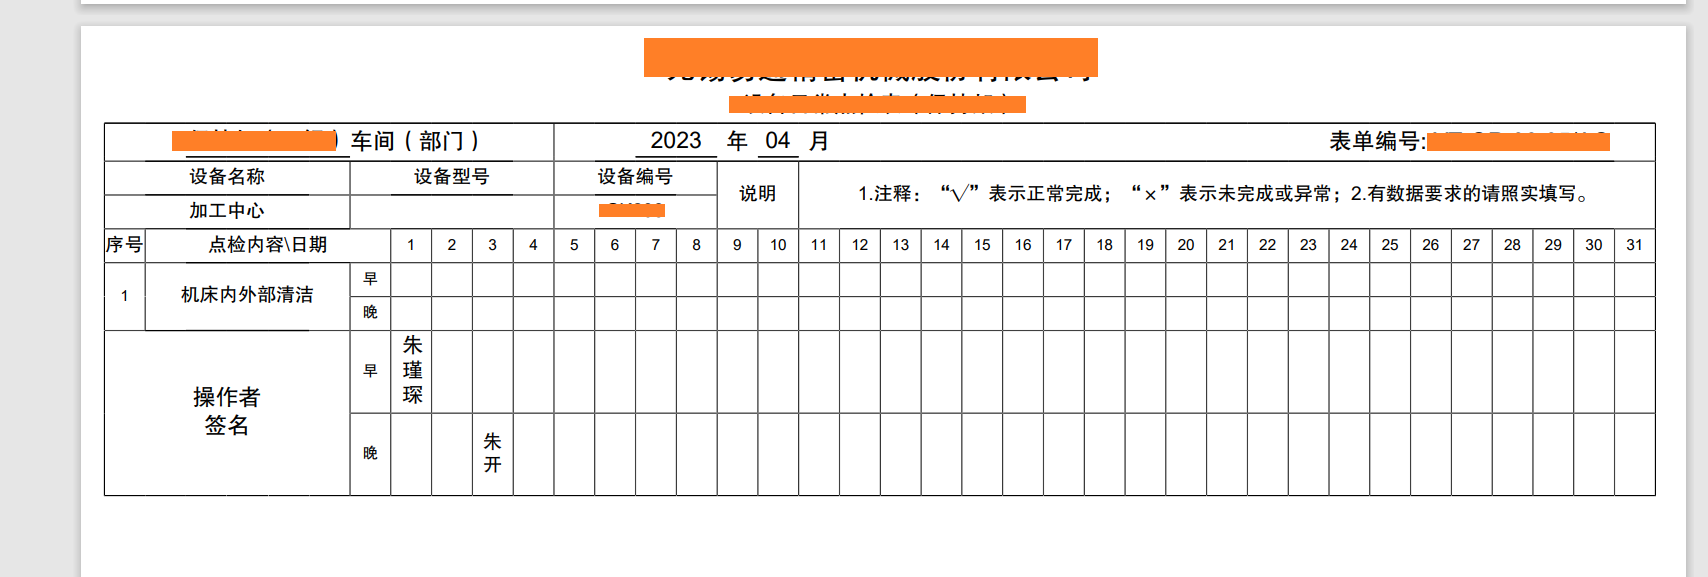 车间（部门）
2023 年 04 月
表单编号:
设备名称 设备型号 设备编号 说明 1.注释：“√”表示正常完成；“×”表示未完成或异常；2.有数据要求的请照实填写。
加工中心
序号 点检内容\日期 1 2 3 4 5 6 7 8 9 10 11 12 13 14 15 16 17 18 19 20 21 22 23 24 25 26 27 28 29 30 31
1 机床内外部清洁 早
晚
操作者
签名
早
朱
瑾
琛
晚
朱
开